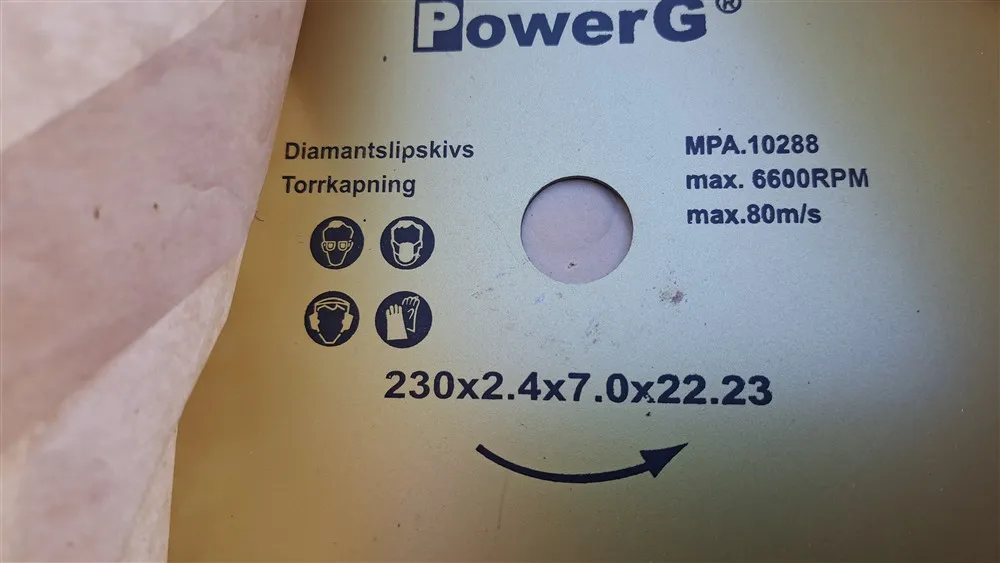 PowerG®
Diamantslipskivs
Torrkapning
MPA.10288
max. 6600RPM
max.80m/s
230x2.4x7.0x22.23